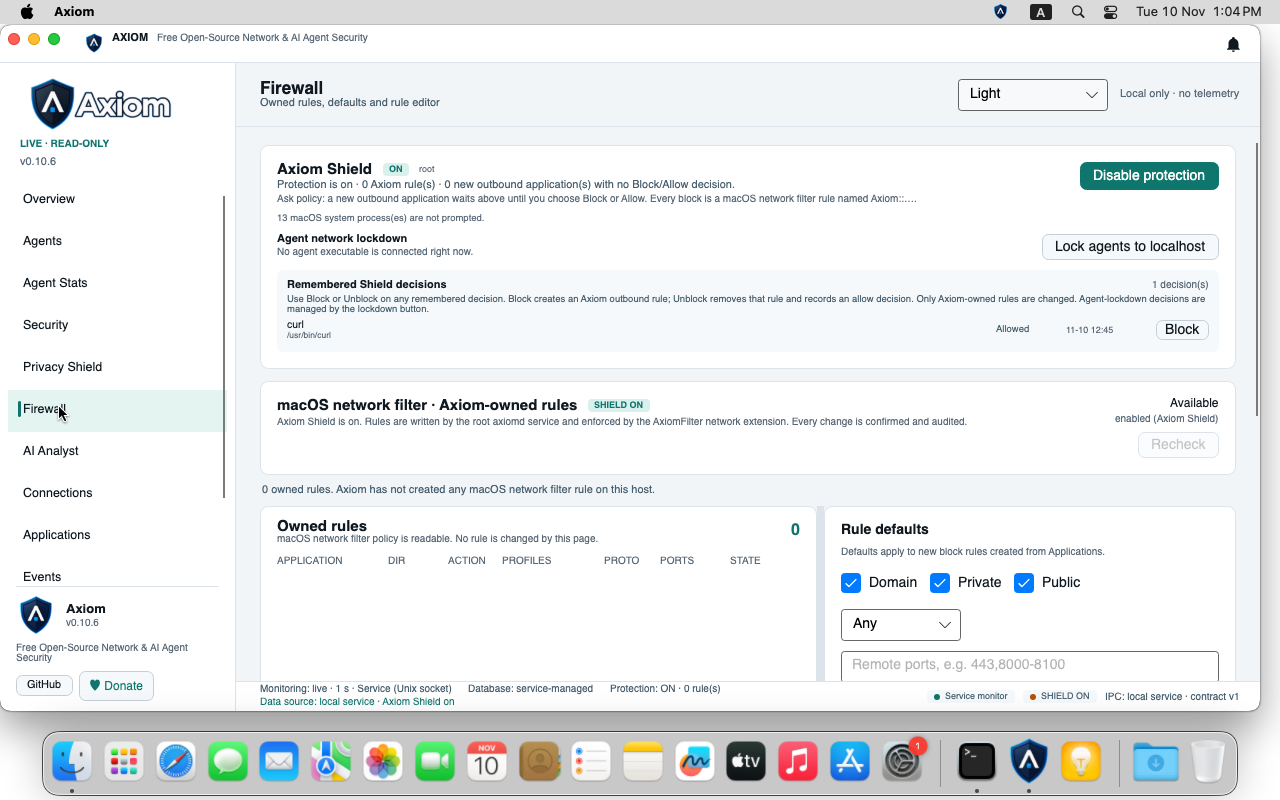 Axiom
A
Tue 10 Nov 1:04 PM
AXIOM Free Open-Source Network & AI Agent Security
Axiom
LIVE · READ-ONLY
v0.10.6
Overview
Agents
Agent Stats
Security
Privacy Shield
Firewall
AI Analyst
Connections
Applications
Events
Axiom
v0.10.6
Free Open-Source Network & AI Agent
Security
GitHub
Donate
Firewall
Owned rules, defaults and rule editor
Light
Local only · no telemetry
Axiom Shield ON root
Protection is on · 0 Axiom rule(s) · 0 new outbound application(s) with no Block/Allow decision.
Ask policy: a new outbound application waits above until you choose Block or Allow. Every block is a macOS network filter rule named Axiom::....
13 macOS system process(es) are not prompted.
Disable protection
Agent network lockdown
No agent executable is connected right now.
Lock agents to localhost
Remembered Shield decisions
1 decision(s)
Use Block or Unblock on any remembered decision. Block creates an Axiom outbound rule; Unblock removes that rule and records an allow decision. Only Axiom-owned rules are changed. Agent-lockdown decisions are
managed by the lockdown button.
curl
/usr/bin/curl
Allowed
11-10 12:45
Block
macOS network filter · Axiom-owned rules SHIELD ON
Axiom Shield is on. Rules are written by the root axiomd service and enforced by the AxiomFilter network extension. Every change is confirmed and audited.
Available
enabled (Axiom Shield)
Recheck
0 owned rules. Axiom has not created any macOS network filter rule on this host.
Owned rules
macOS network filter policy is readable. No rule is changed by this page.
0
APPLICATION DIR ACTION PROFILES PROTO PORTS STATE
Rule defaults
Defaults apply to new block rules created from Applications.
Domain Private Public
Any
Remote ports, e.g. 443,8000-8100
Monitoring: live · 1 s · Service (Unix socket) Database: service-managed Protection: ON · 0 rule(s)
Data source: local service · Axiom Shield on
Service monitor
SHIELD ON
IPC: local service · contract v1
NOV
10
tv
1
>_